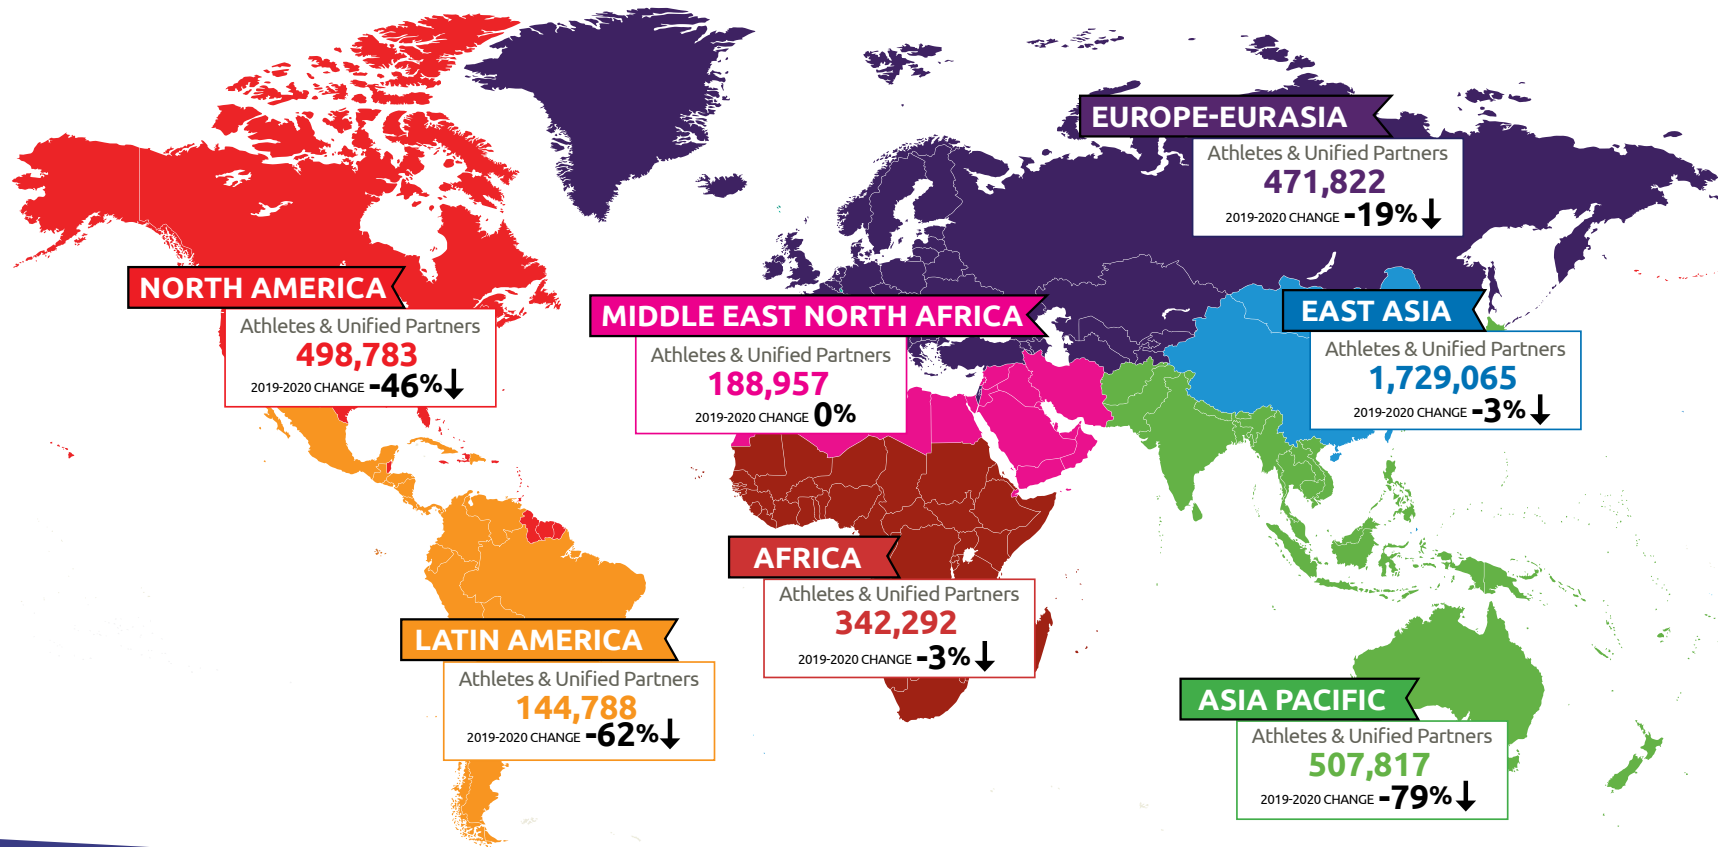 EUROPE-EURASIA
Athletes & Unified Partners
471,822
2019-2020 CHANGE -19%
NORTH AMERICA
Athletes & Unified Partners
498,783
2019-2020 CHANGE -46%
MIDDLE EAST NORTH AFRICA
Athletes & Unified Partners
188,957
2019-2020 CHANGE 0%
EAST ASIA
Athletes & Unified Partners
1,729,065
2019-2020 CHANGE -3%
AFRICA
Athletes & Unified Partners
342,292
2019-2020 CHANGE -3%
LATIN AMERICA
Athletes & Unified Partners
144,788
2019-2020 CHANGE -62%
ASIA PACIFIC
Athletes & Unified Partners
507,817
2019-2020 CHANGE -79%